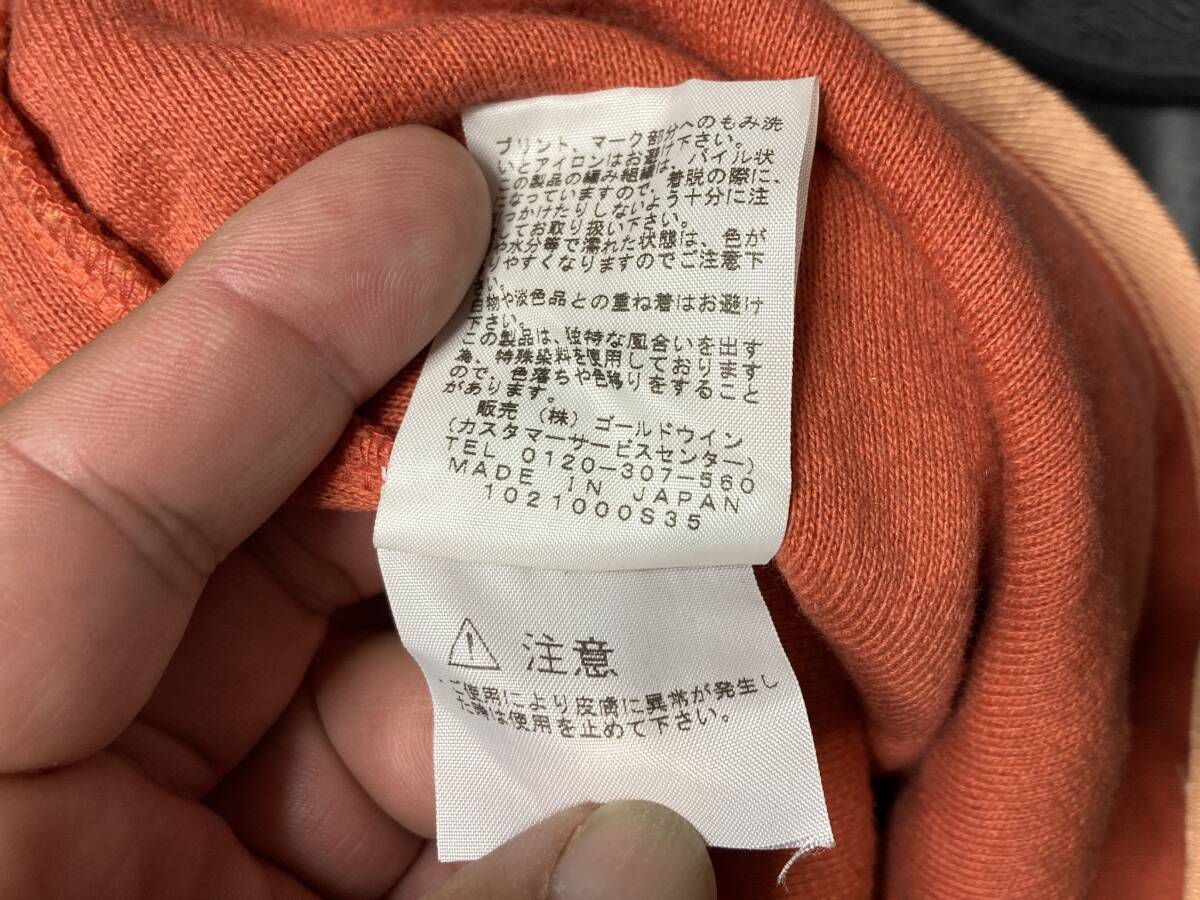 プリント、マーク部分へのもみ洗
いとアイロンはお避け下さい。
この製品の編み組織は、パイル状
になっていますので、着脱の際に、
っかけたりしないよう十分に注
してお取り扱い下さい。
や水分等で濡れた状態は、色が
りやすくなりますのでご注意下
さい。
物や淡色品との重ね着はお避け
下さい。
この製品は、独特な風合いを出す
為、特殊染料を使用しております
ので、色落ちや色移りをすること
があります。
販売 (株) ゴールドウイン
(カスタマーサービスセンター)
TEL 0120-307-560
MADE IN JAPAN
1021000S35
注意
ご使用により皮膚に異常が発生し
た際は使用を止めて下さい。